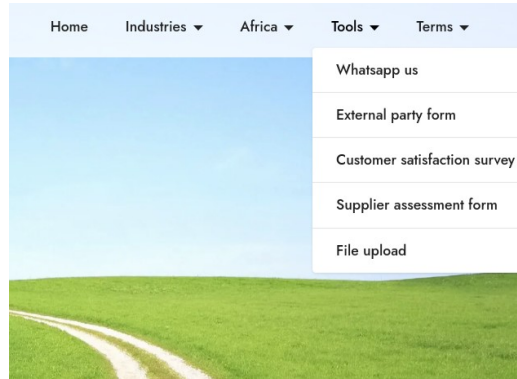 Home Industries Africa Tools Terms
Whatsapp us
External party form
Customer satisfaction survey
Supplier assessment form
File upload